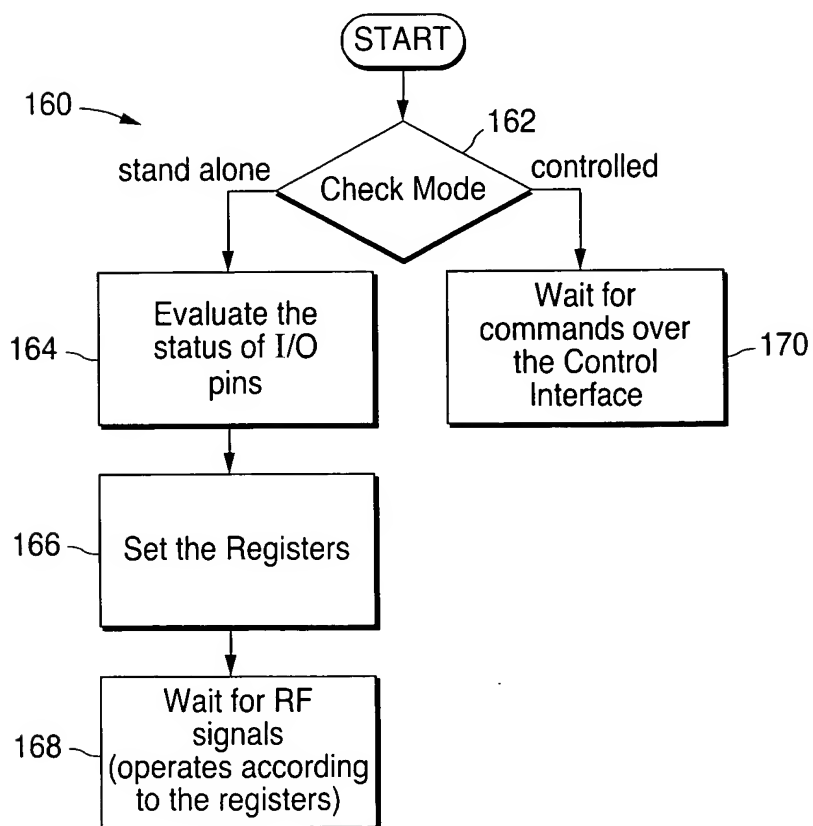 START
160
162
stand alone
controlled
Check Mode
164
Evaluate the
status of I/O
pins
Wait for
commands over
the Control
Interface
170
166
Set the Registers
168
Wait for RF
signals
(operates according
to the registers)